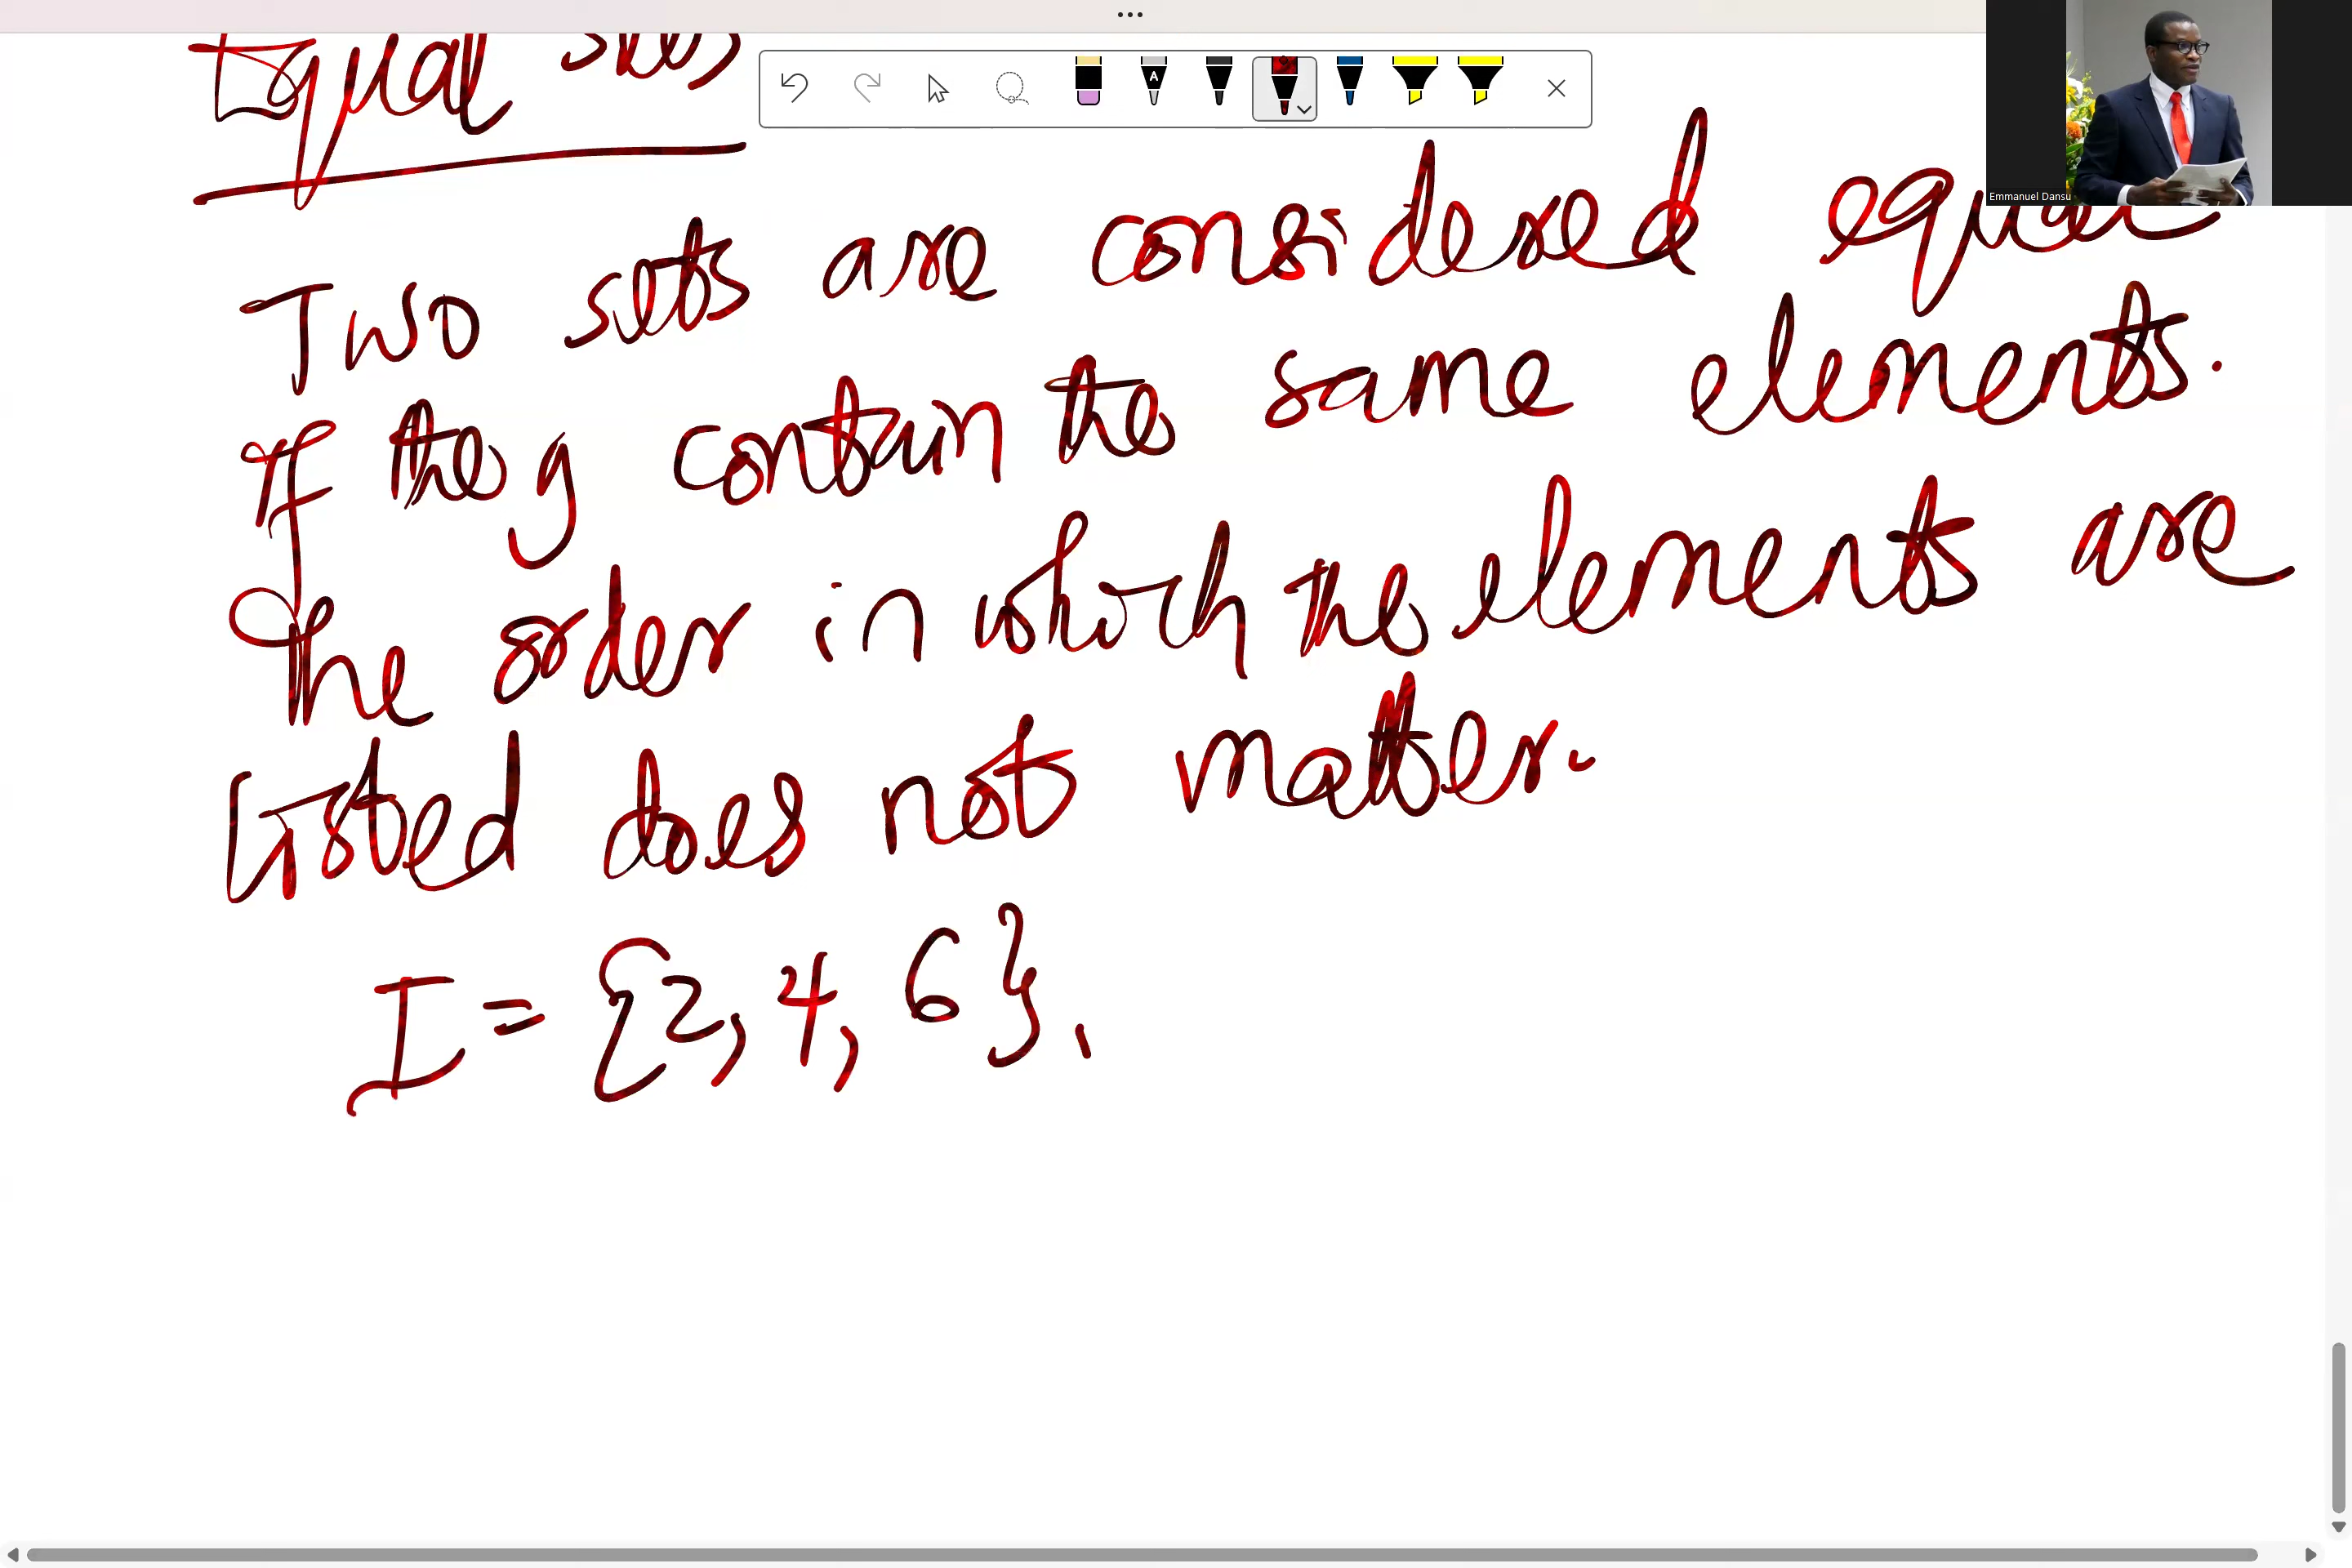 Equal sets
Emmanuel Dansu
Two sets are considered equal
if they contain the same elements.
The order in which the elements are
listed does not matter.
I = {2, 4, 6},